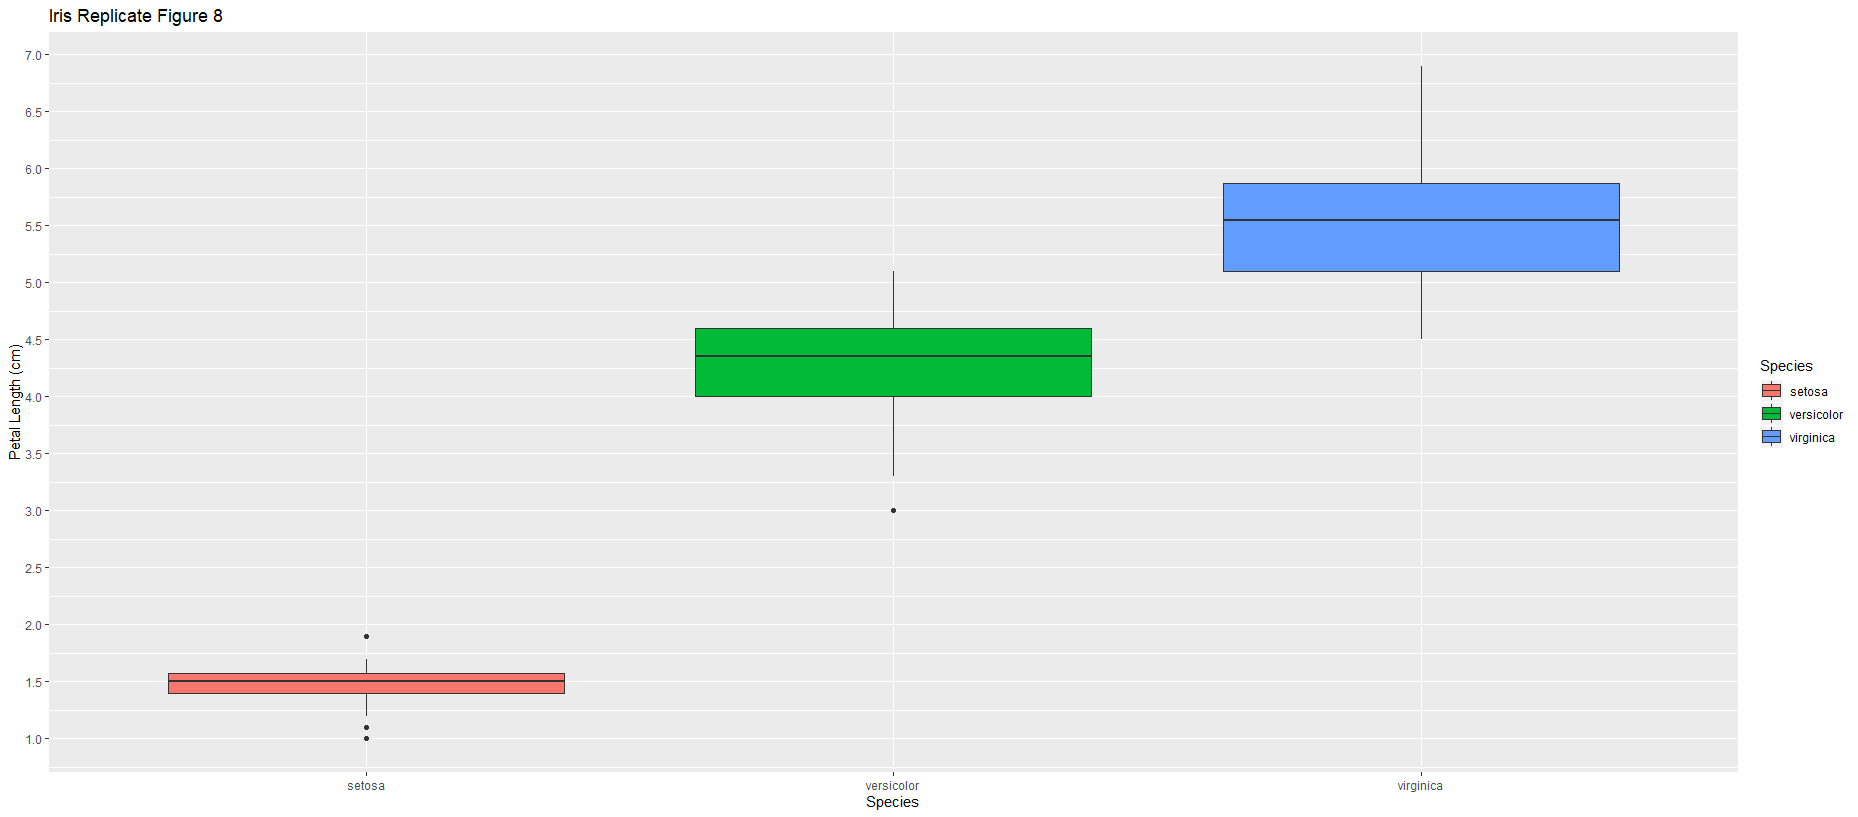 Iris Replicate Figure 8
Petal Length (cm)
7.0
6.5
6.0
5.5
5.0
4.5
4.0
3.5
3.0
2.5
2.0
1.5
1.0
setosa versicolor virginica
Species
Species
setosa
versicolor
virginica